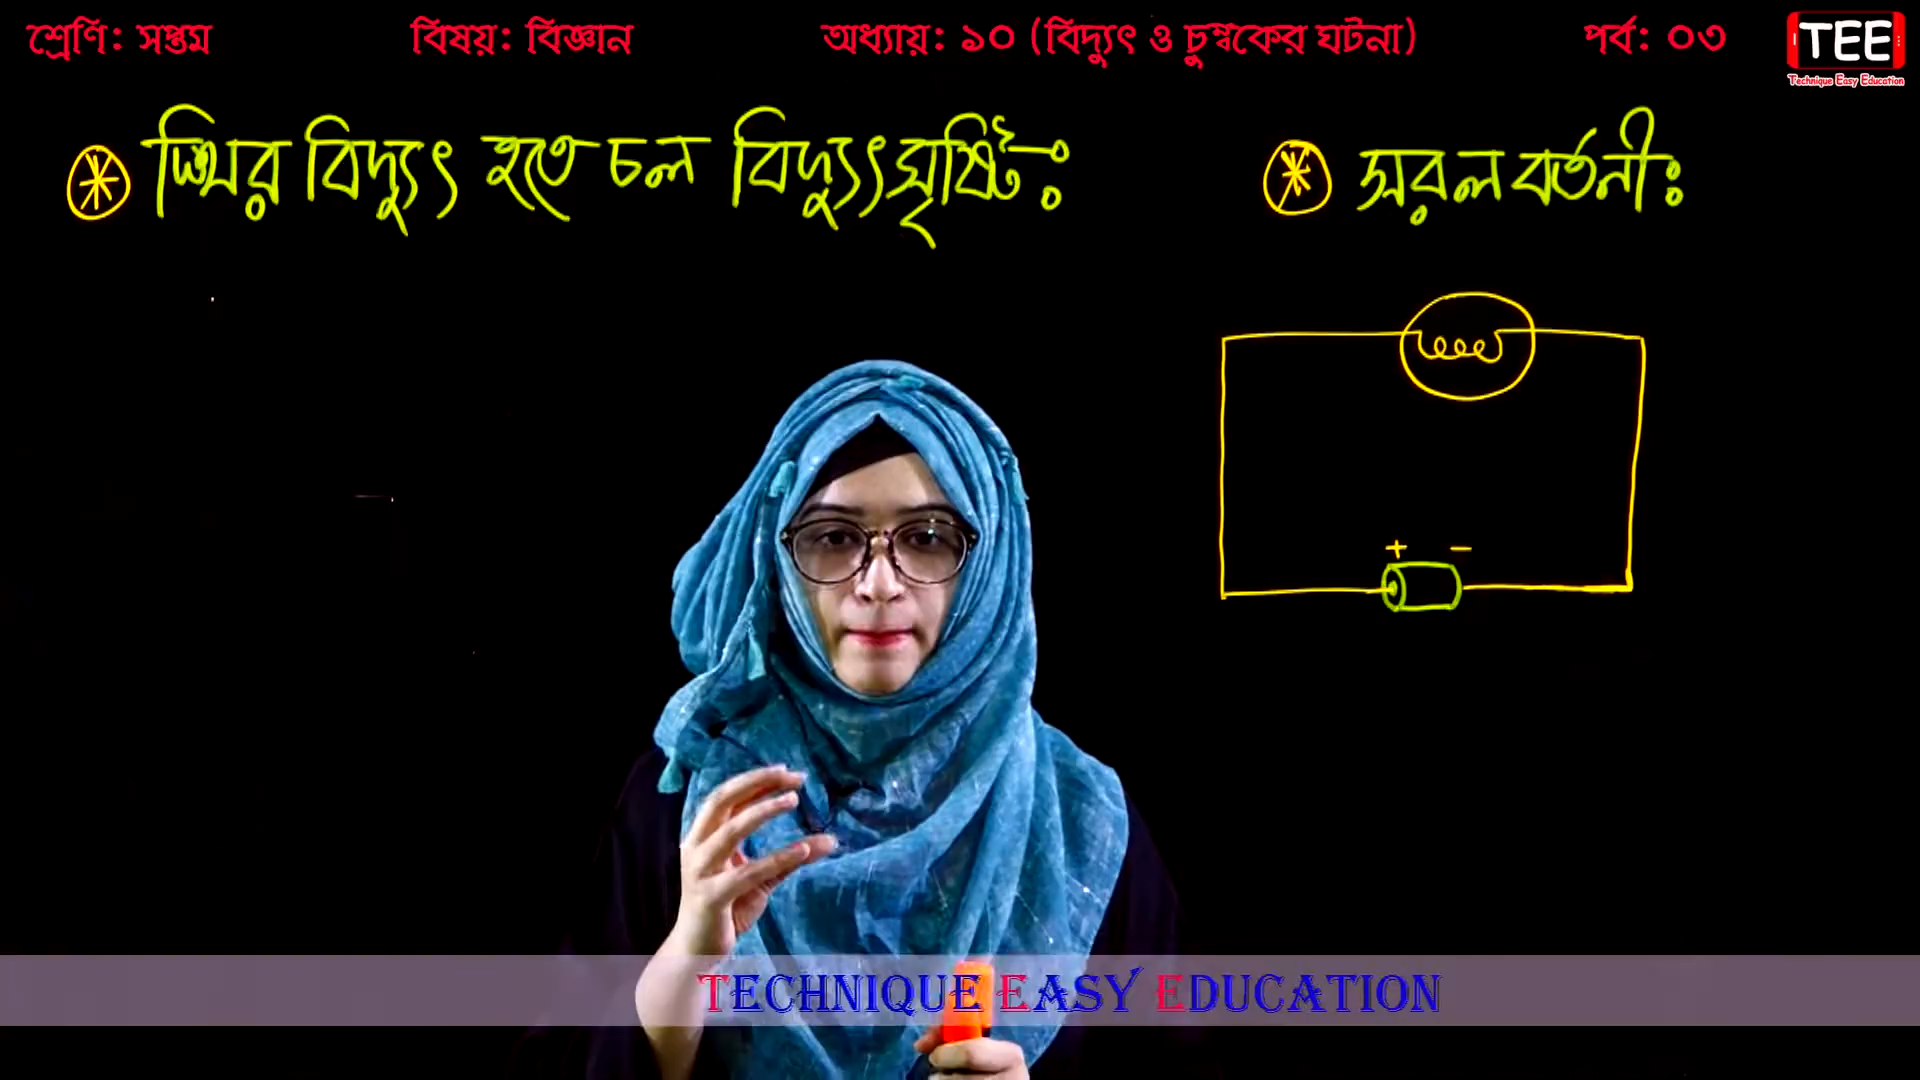 শ্রেণি: সপ্তম বিষয়: বিজ্ঞান অধ্যায়: ১০ (বিদ্যুৎ ও চুম্বকের ঘটনা) পর্ব: ০৩
TEE
Technique Easy Education
স্থির বিদ্যুৎ হতে চল বিদ্যুৎ সৃষ্টি:
সরল বর্তনী:
+ −
TECHNIQUE EASY EDUCATION